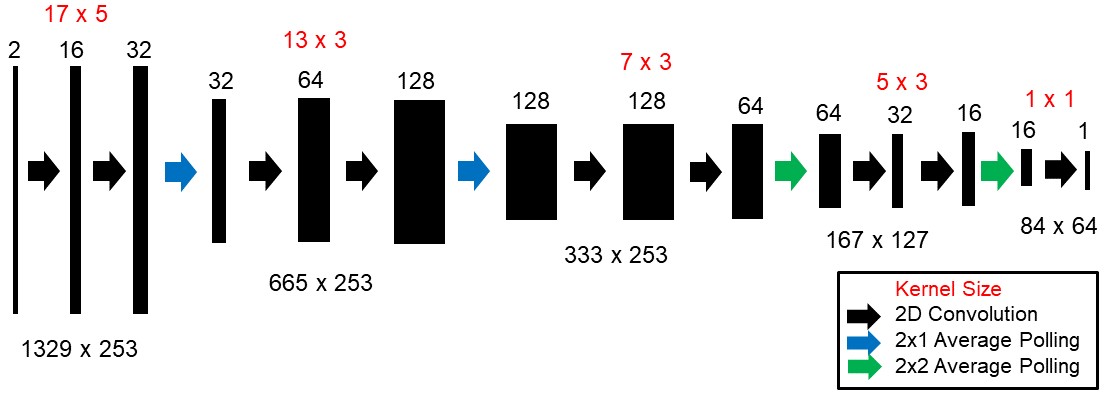 17 x 5
2 16 32
13 x 3
32 64 128
7 x 3
128 128 64
5 x 3
64 32 16
1 x 1
16 1
1329 x 253
665 x 253
333 x 253
167 x 127
84 x 64
Kernel Size
2D Convolution
2x1 Average Polling
2x2 Average Polling